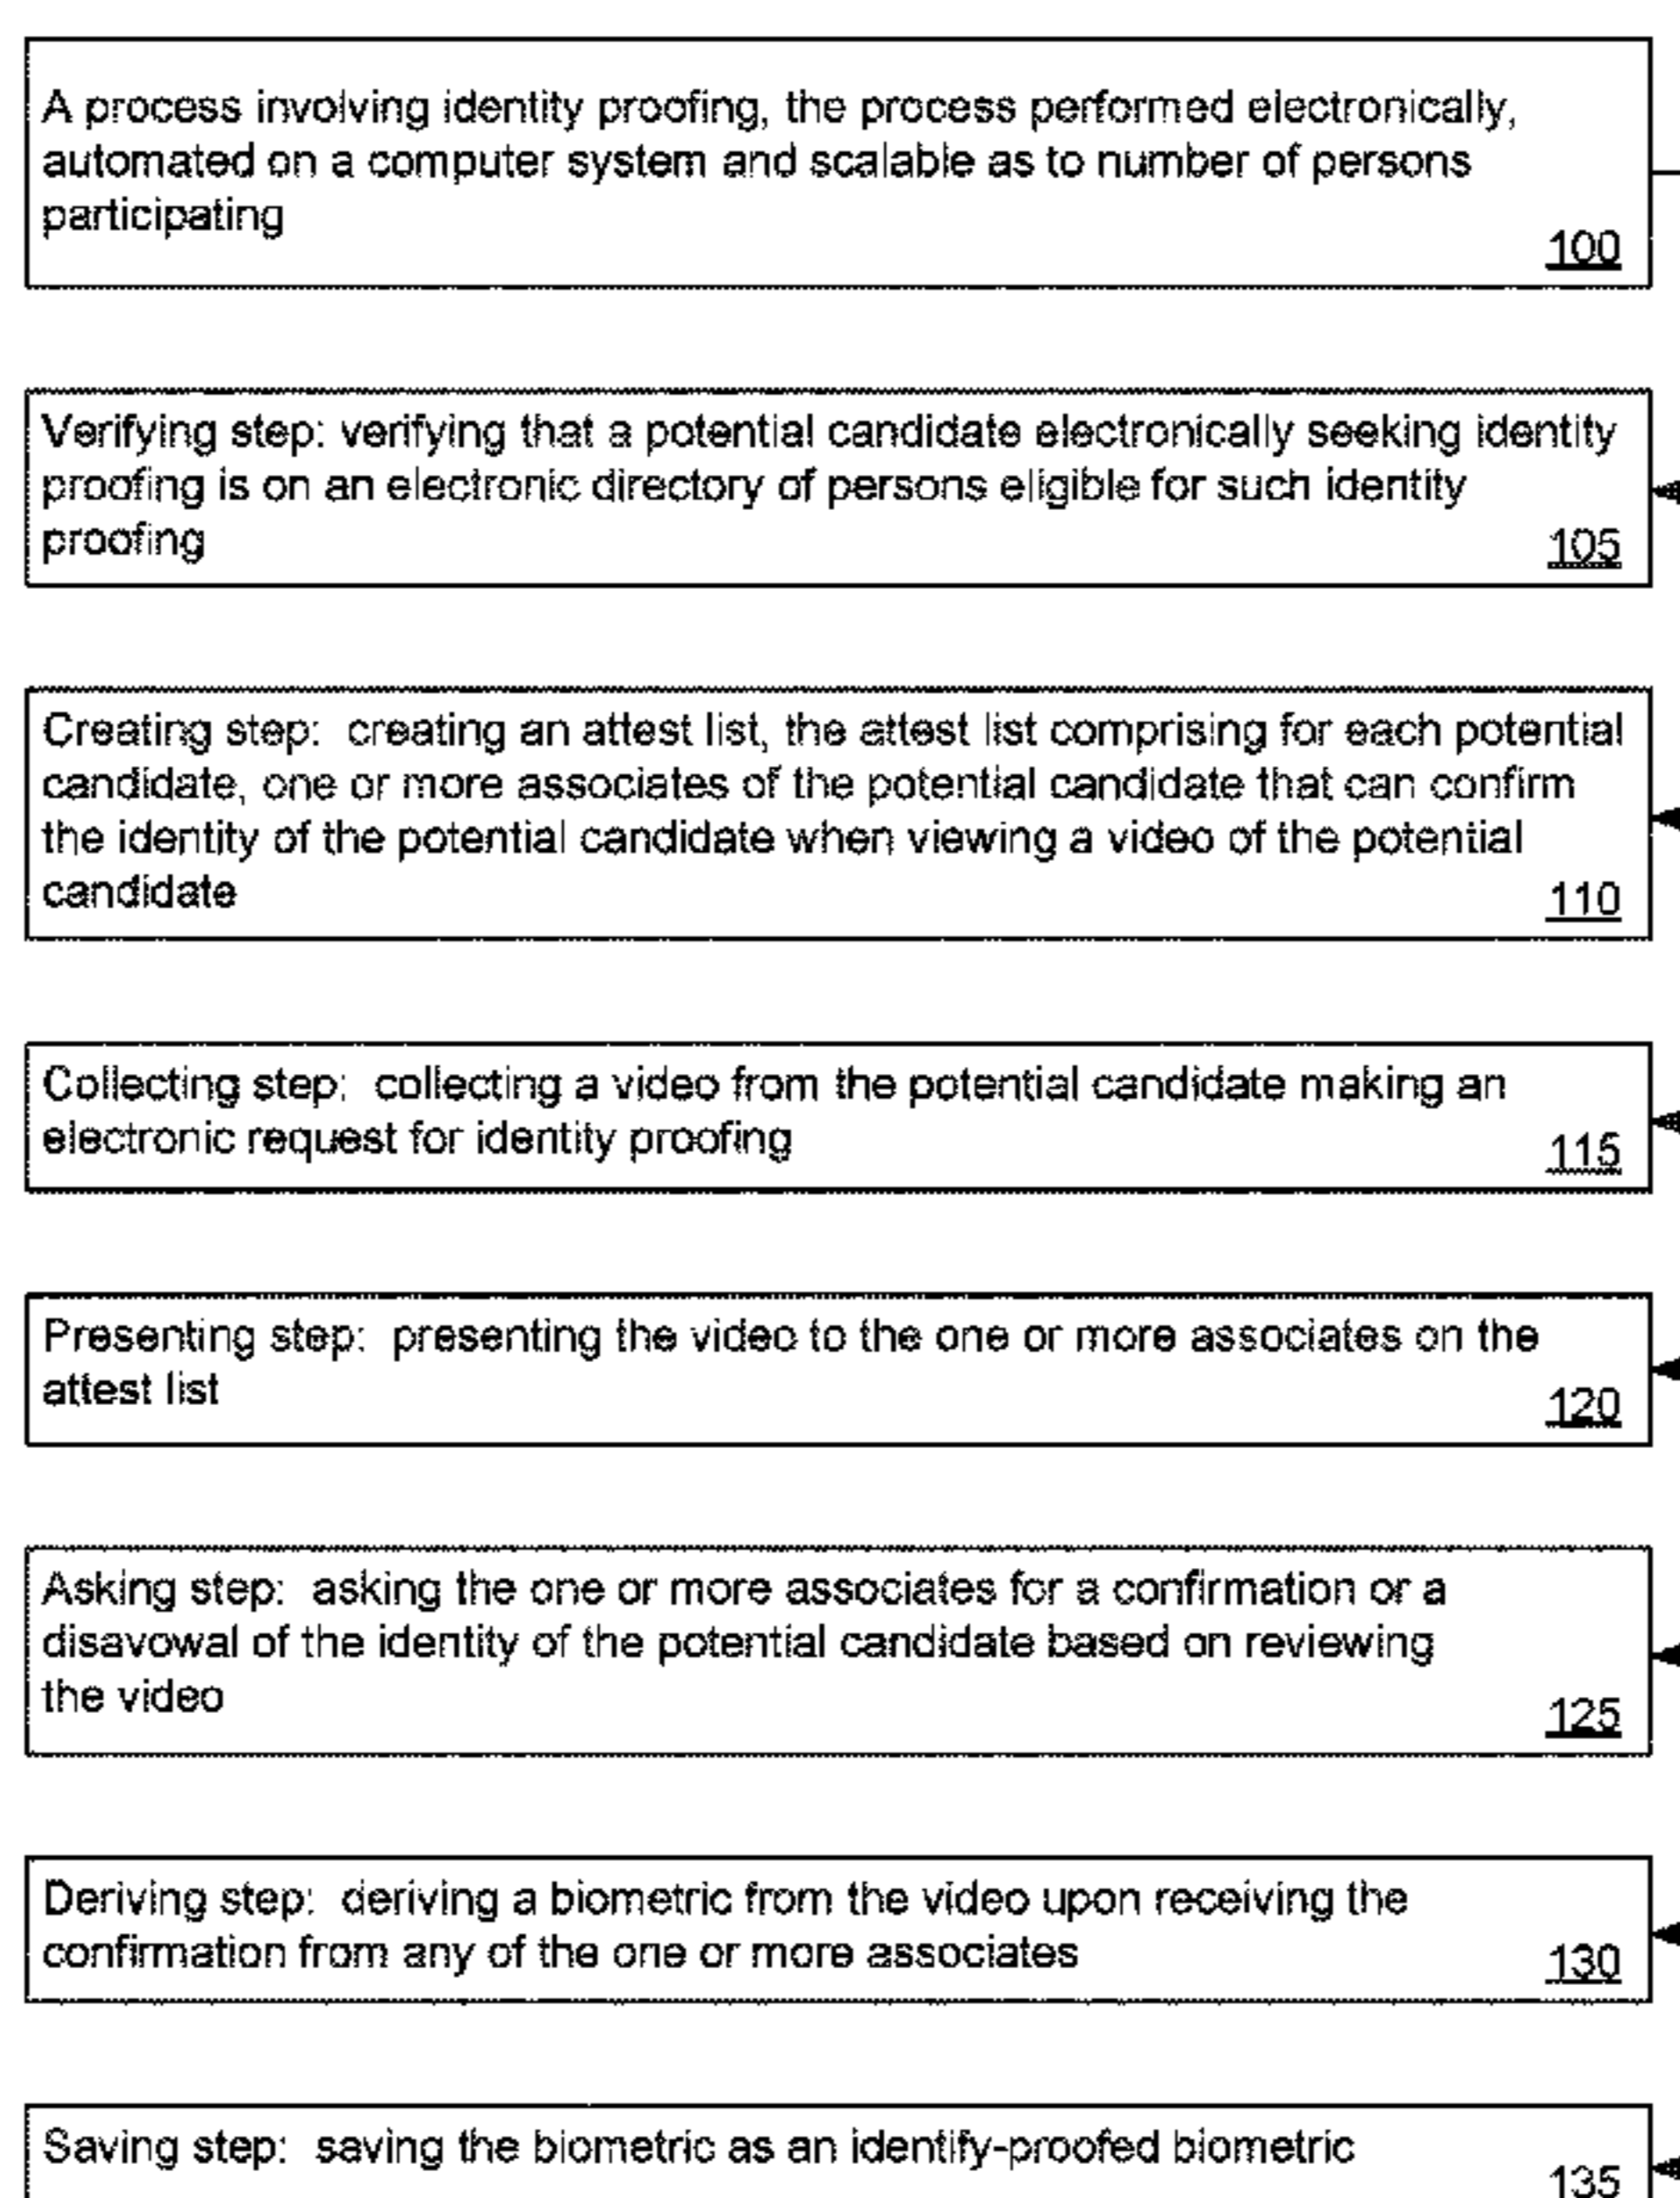 A process involving identity proofing, the process performed electronically,
automated on a computer system and scalable as to number of persons
participating
100
Verifying step: verifying that a potential candidate electronically seeking identity
proofing is on an electronic directory of persons eligible for such identity
proofing
105
Creating step: creating an attest list, the attest list comprising for each potential
candidate, one or more associates of the potential candidate that can confirm
the identity of the potential candidate when viewing a video of the potential
candidate
110
Collecting step: collecting a video from the potential candidate making an
electronic request for identity proofing
115
Presenting step: presenting the video to the one or more associates on the
attest list
120
Asking step: asking the one or more associates for a confirmation or a
disavowal of the identity of the potential candidate based on reviewing
the video
125
Deriving step: deriving a biometric from the video upon receiving the
confirmation from any of the one or more associates
130
Saving step: saving the biometric as an identify-proofed biometric
135